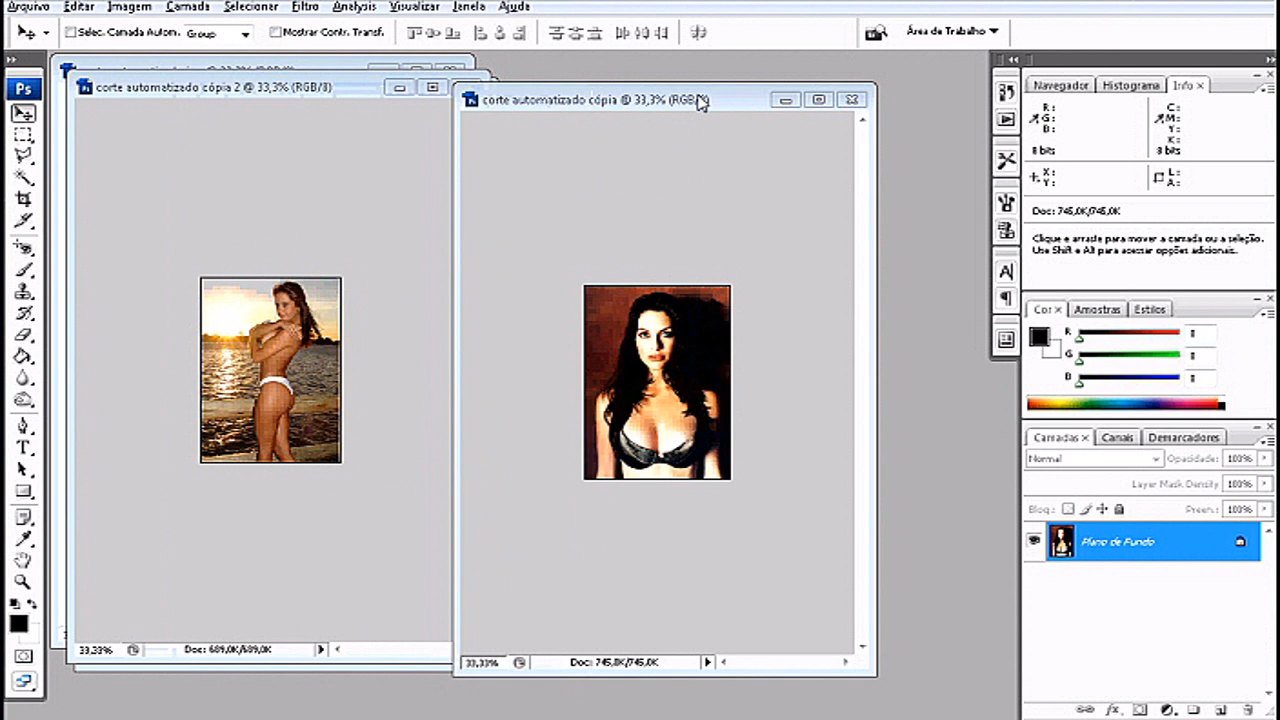 Arquivo Editar Imagem Camada Selecionar Filtro Analysis Visualizar Janela Ajuda
Selec. Camada Autom. Group Mostrar Contr. Transf. Área de Trabalho
Ps
corte automatizado cópia 2 @ 33,3% (RGB/8)
corte automatizado cópia @ 33,3% (RGB/8)
Navegador Histograma Info
R: C:
G: M:
B: Y:
K:
8 bits 8 bits
X: L:
Y: A:
Doc: 745,0K/745,0K
Clique e arraste para mover a camada ou a seleção.
Use Shift e Alt para acessar opções adicionais.
Cor Amostras Estilos
R
G
B
Camadas Canais Demarcadores
Normal Opacidade: 100%
Layer Mask Density 100%
Bloq.: Preen.: 100%
Plano de Fundo
33,33% Doc: 689,0K/689,0K
33,33% Doc: 745,8K/745,0K
T
A
fx